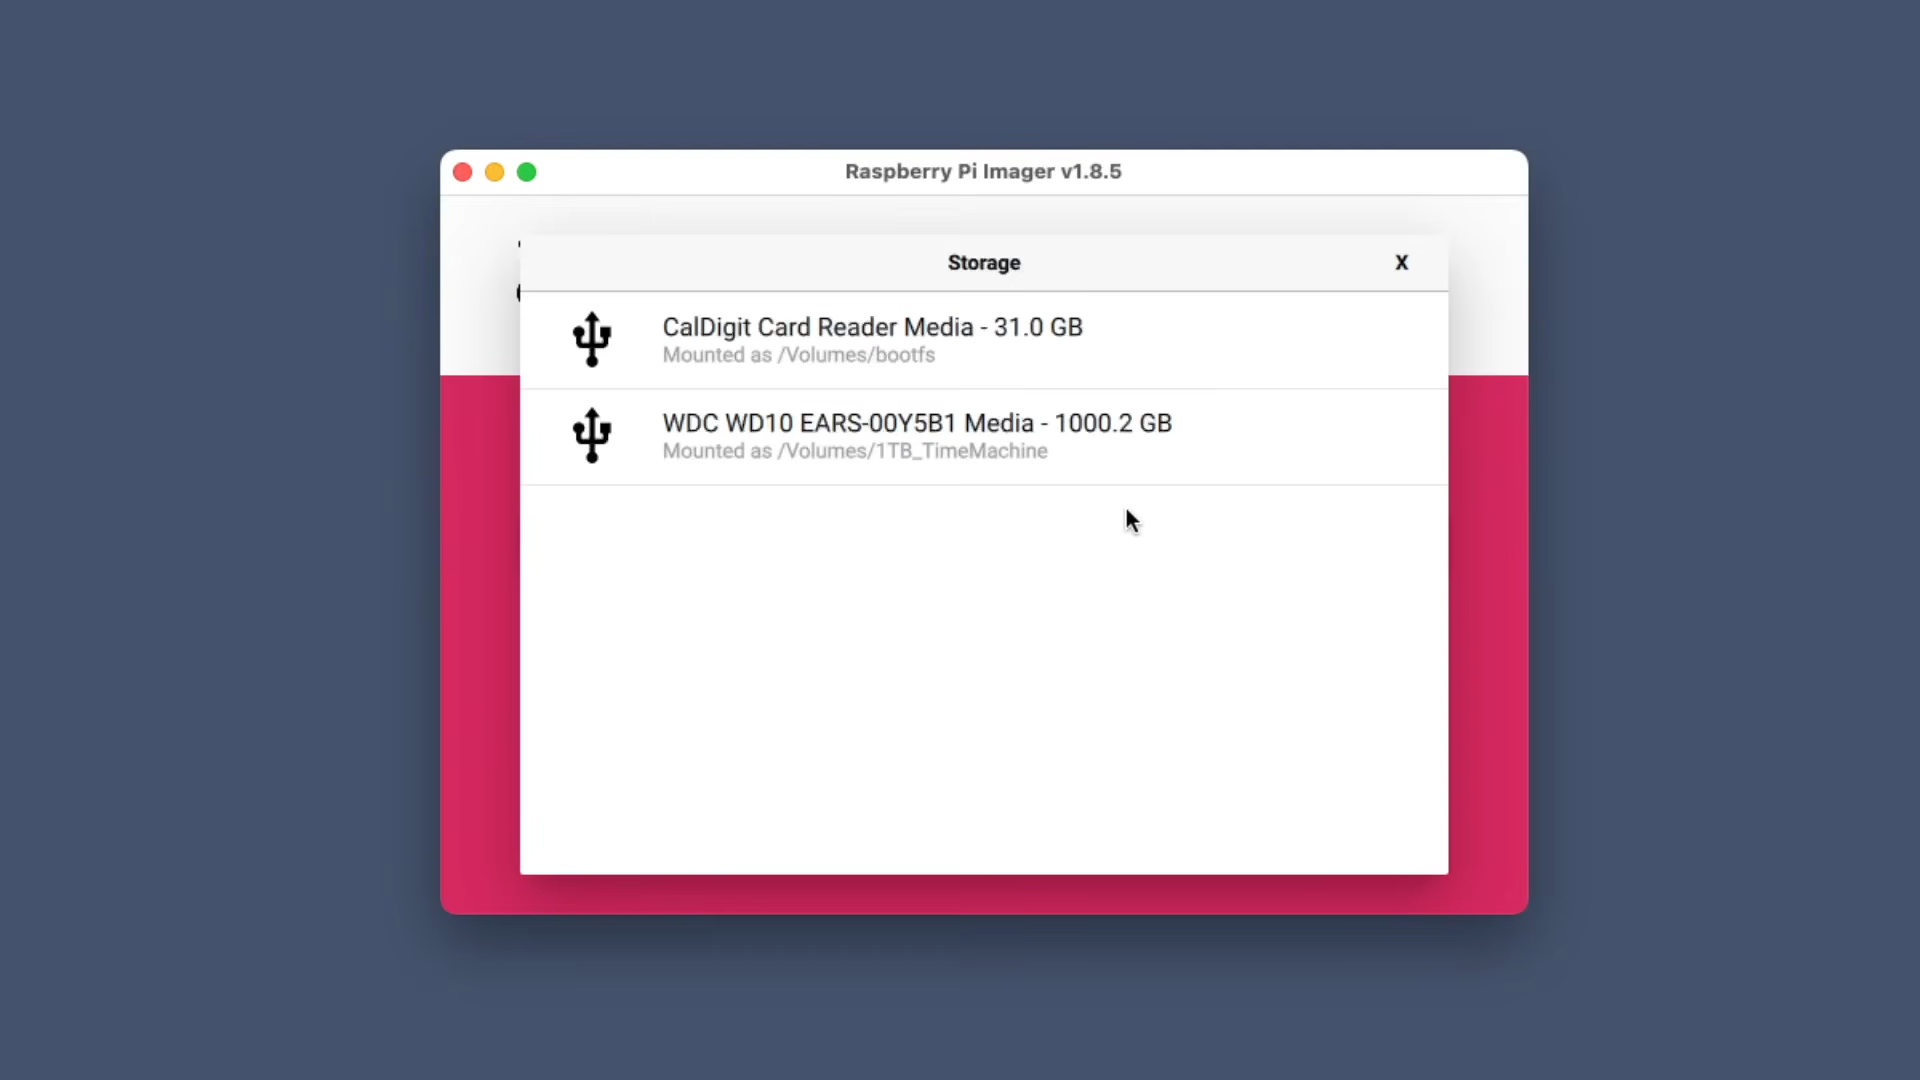 Raspberry Pi Imager v1.8.5
Storage
X
CalDigit Card Reader Media - 31.0 GB
Mounted as /Volumes/bootfs
WDC WD10 EARS-00Y5B1 Media - 1000.2 GB
Mounted as /Volumes/1TB_TimeMachine